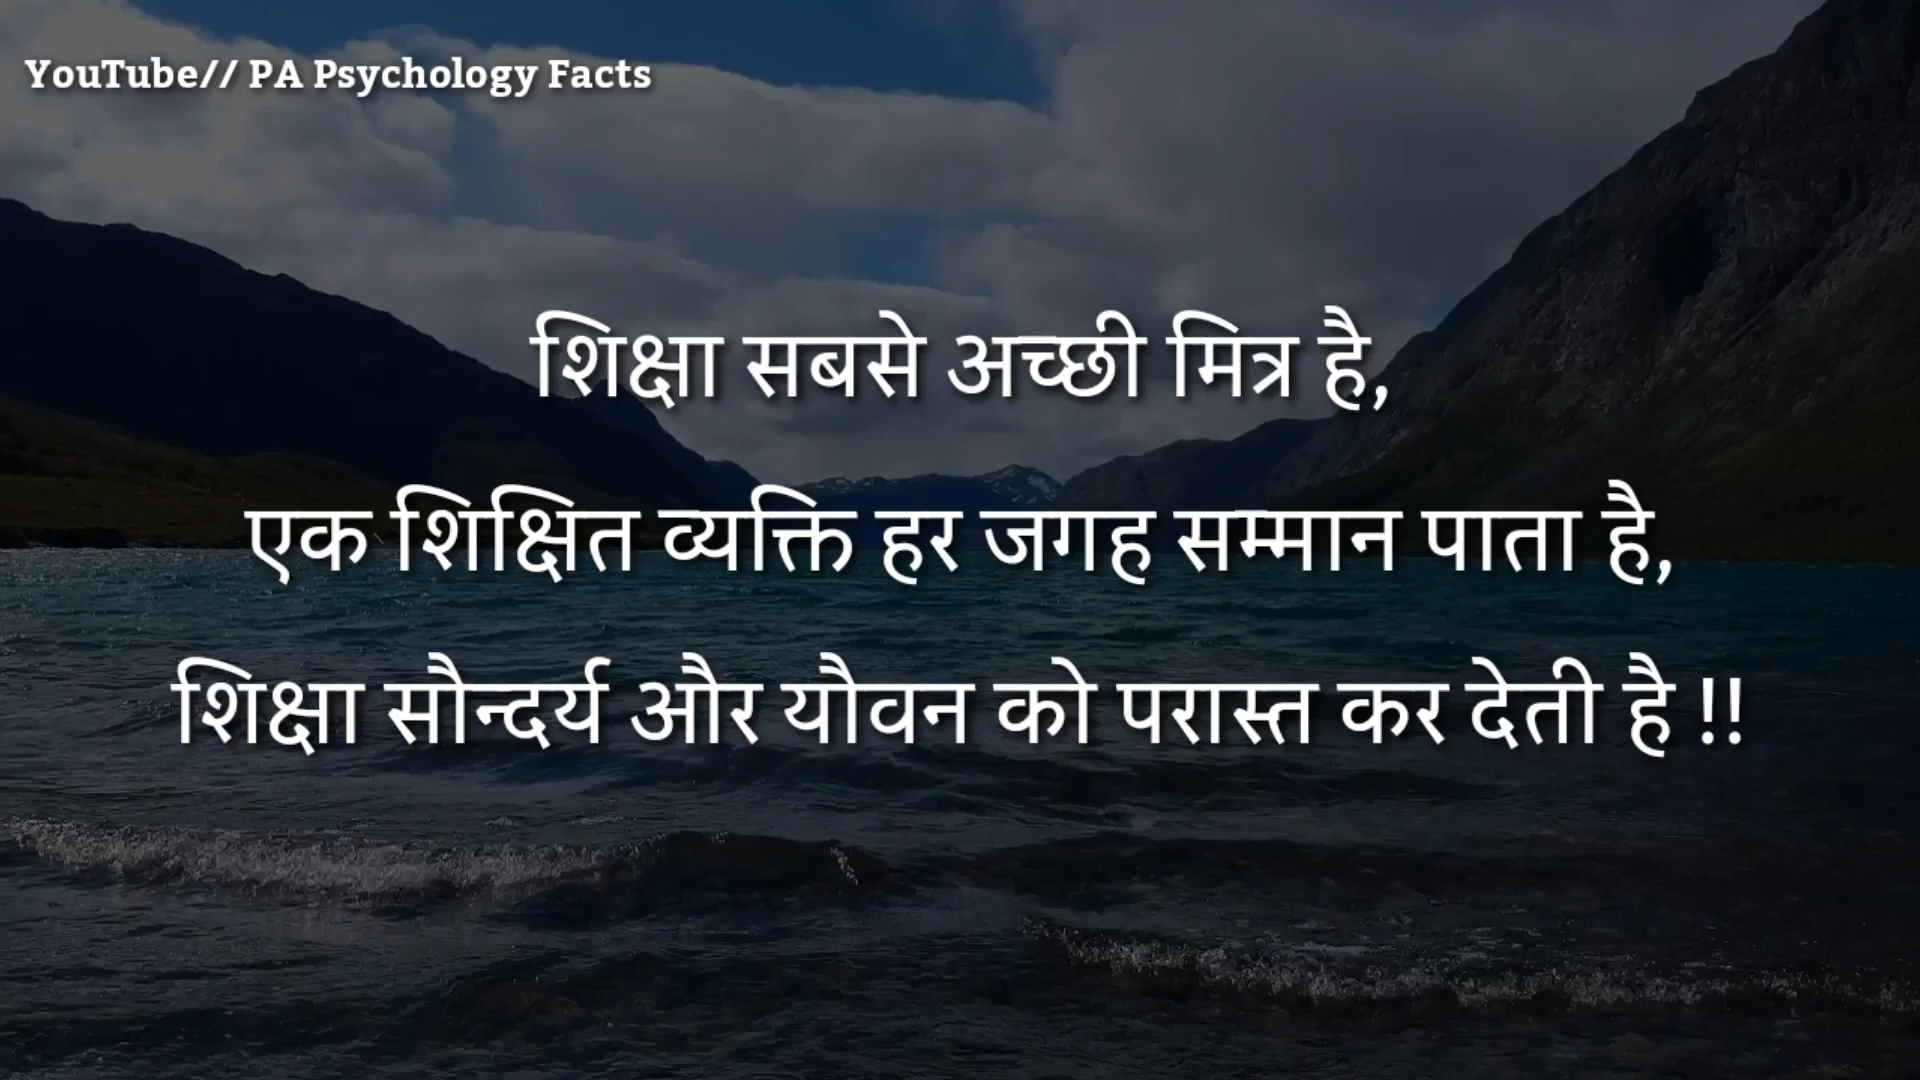 YouTube// PA Psychology Facts
शिक्षा सबसे अच्छी मित्र है,
एक शिक्षित व्यक्ति हर जगह सम्मान पाता है,
शिक्षा सौन्दर्य और यौवन को परास्त कर देती है !!